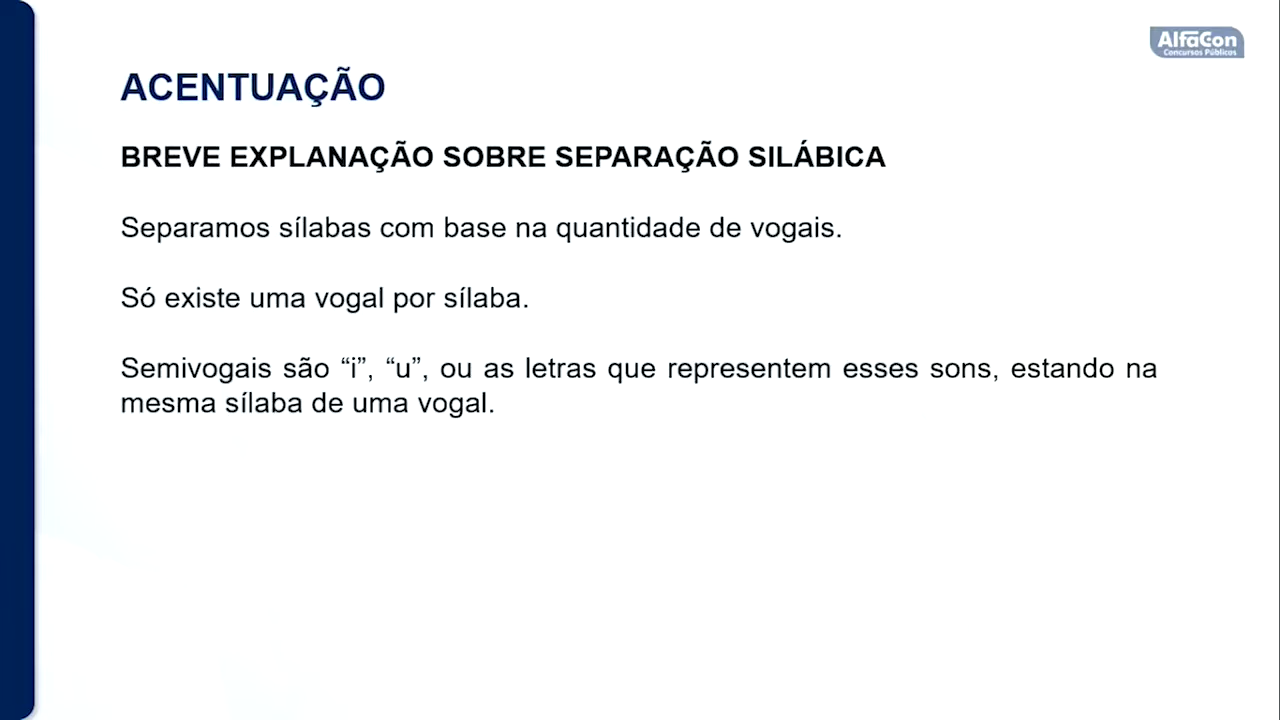 AlfaCon
Concursos Públicos
ACENTUAÇÃO
BREVE EXPLANAÇÃO SOBRE SEPARAÇÃO SILÁBICA
Separamos sílabas com base na quantidade de vogais.
Só existe uma vogal por sílaba.
Semivogais são “i”, “u”, ou as letras que representem esses sons, estando na
mesma sílaba de uma vogal.